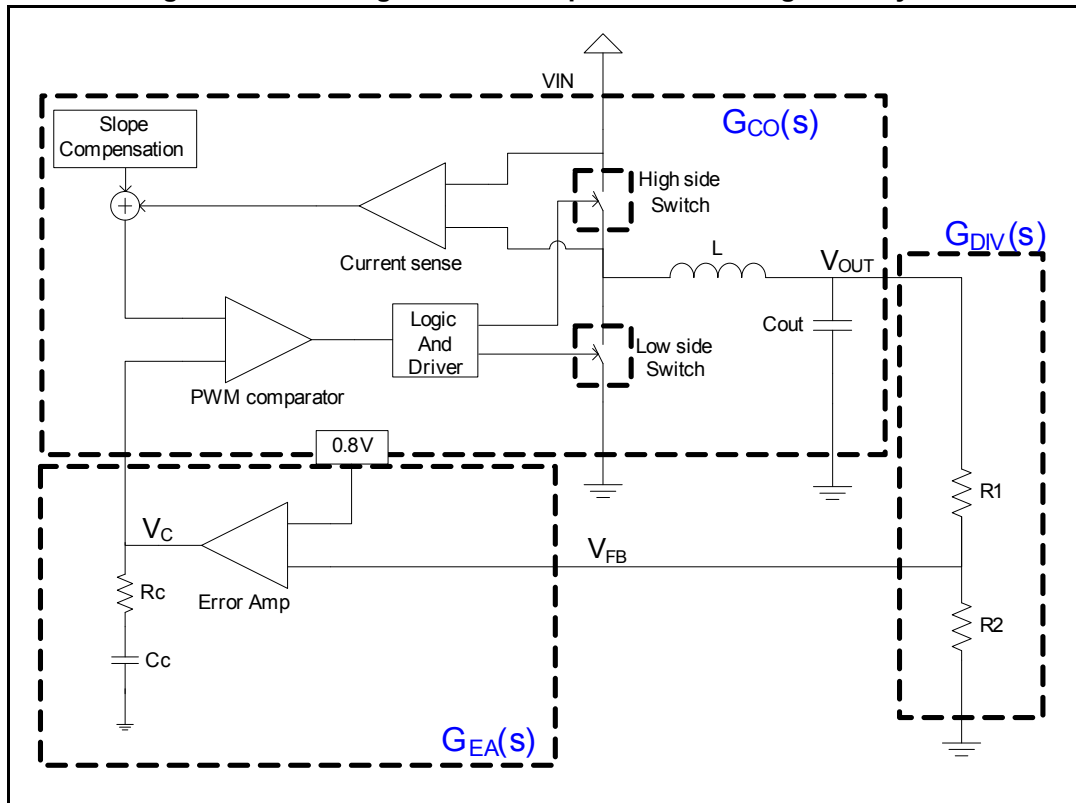 VIN
GCO(s)
Slope
Compensation
+
High side
Switch
Current sense
GDIV(s)
L
VOUT
Cout
Logic
And
Driver
Low side
Switch
PWM comparator
0.8V
R1
VC
VFB
Rc
Error Amp
R2
Cc
GEA(s)